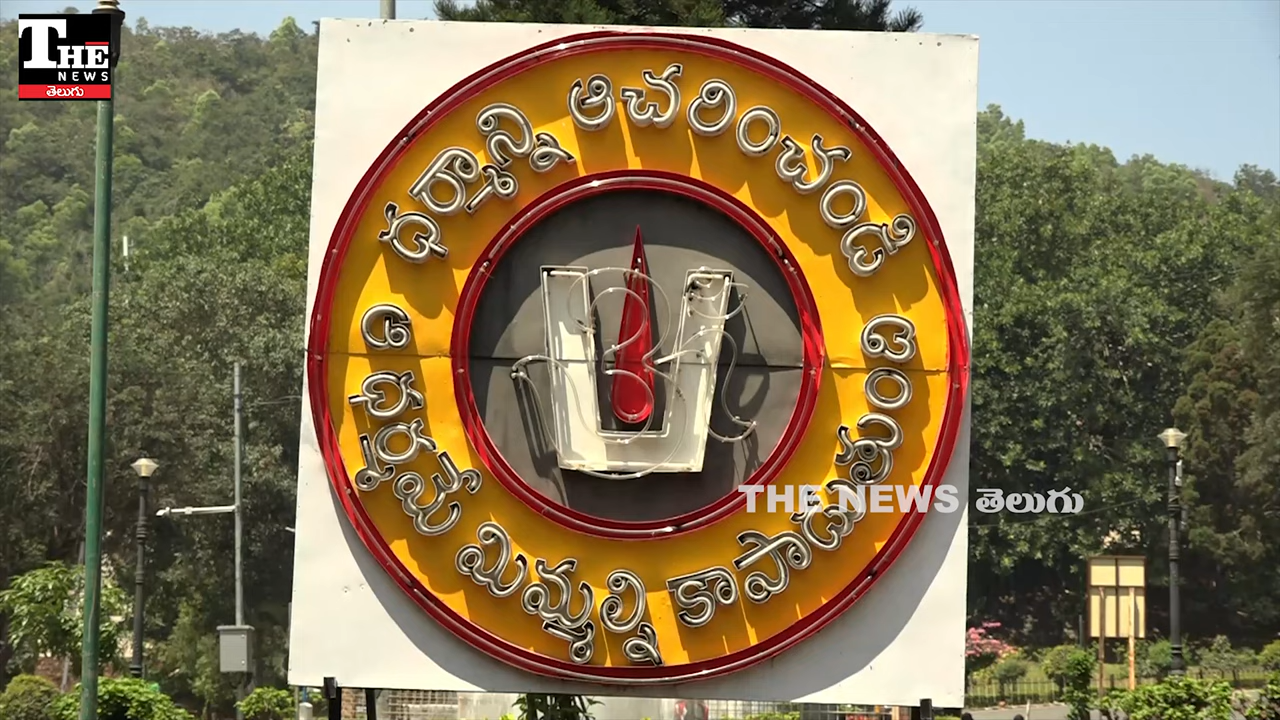 THE
NEWS
తెలుగు
ధర్మాన్ని ఆచరించండి
ఆ ధర్మమే మిమ్మల్ని కాపాడుతుంది
THE NEWS తెలుగు